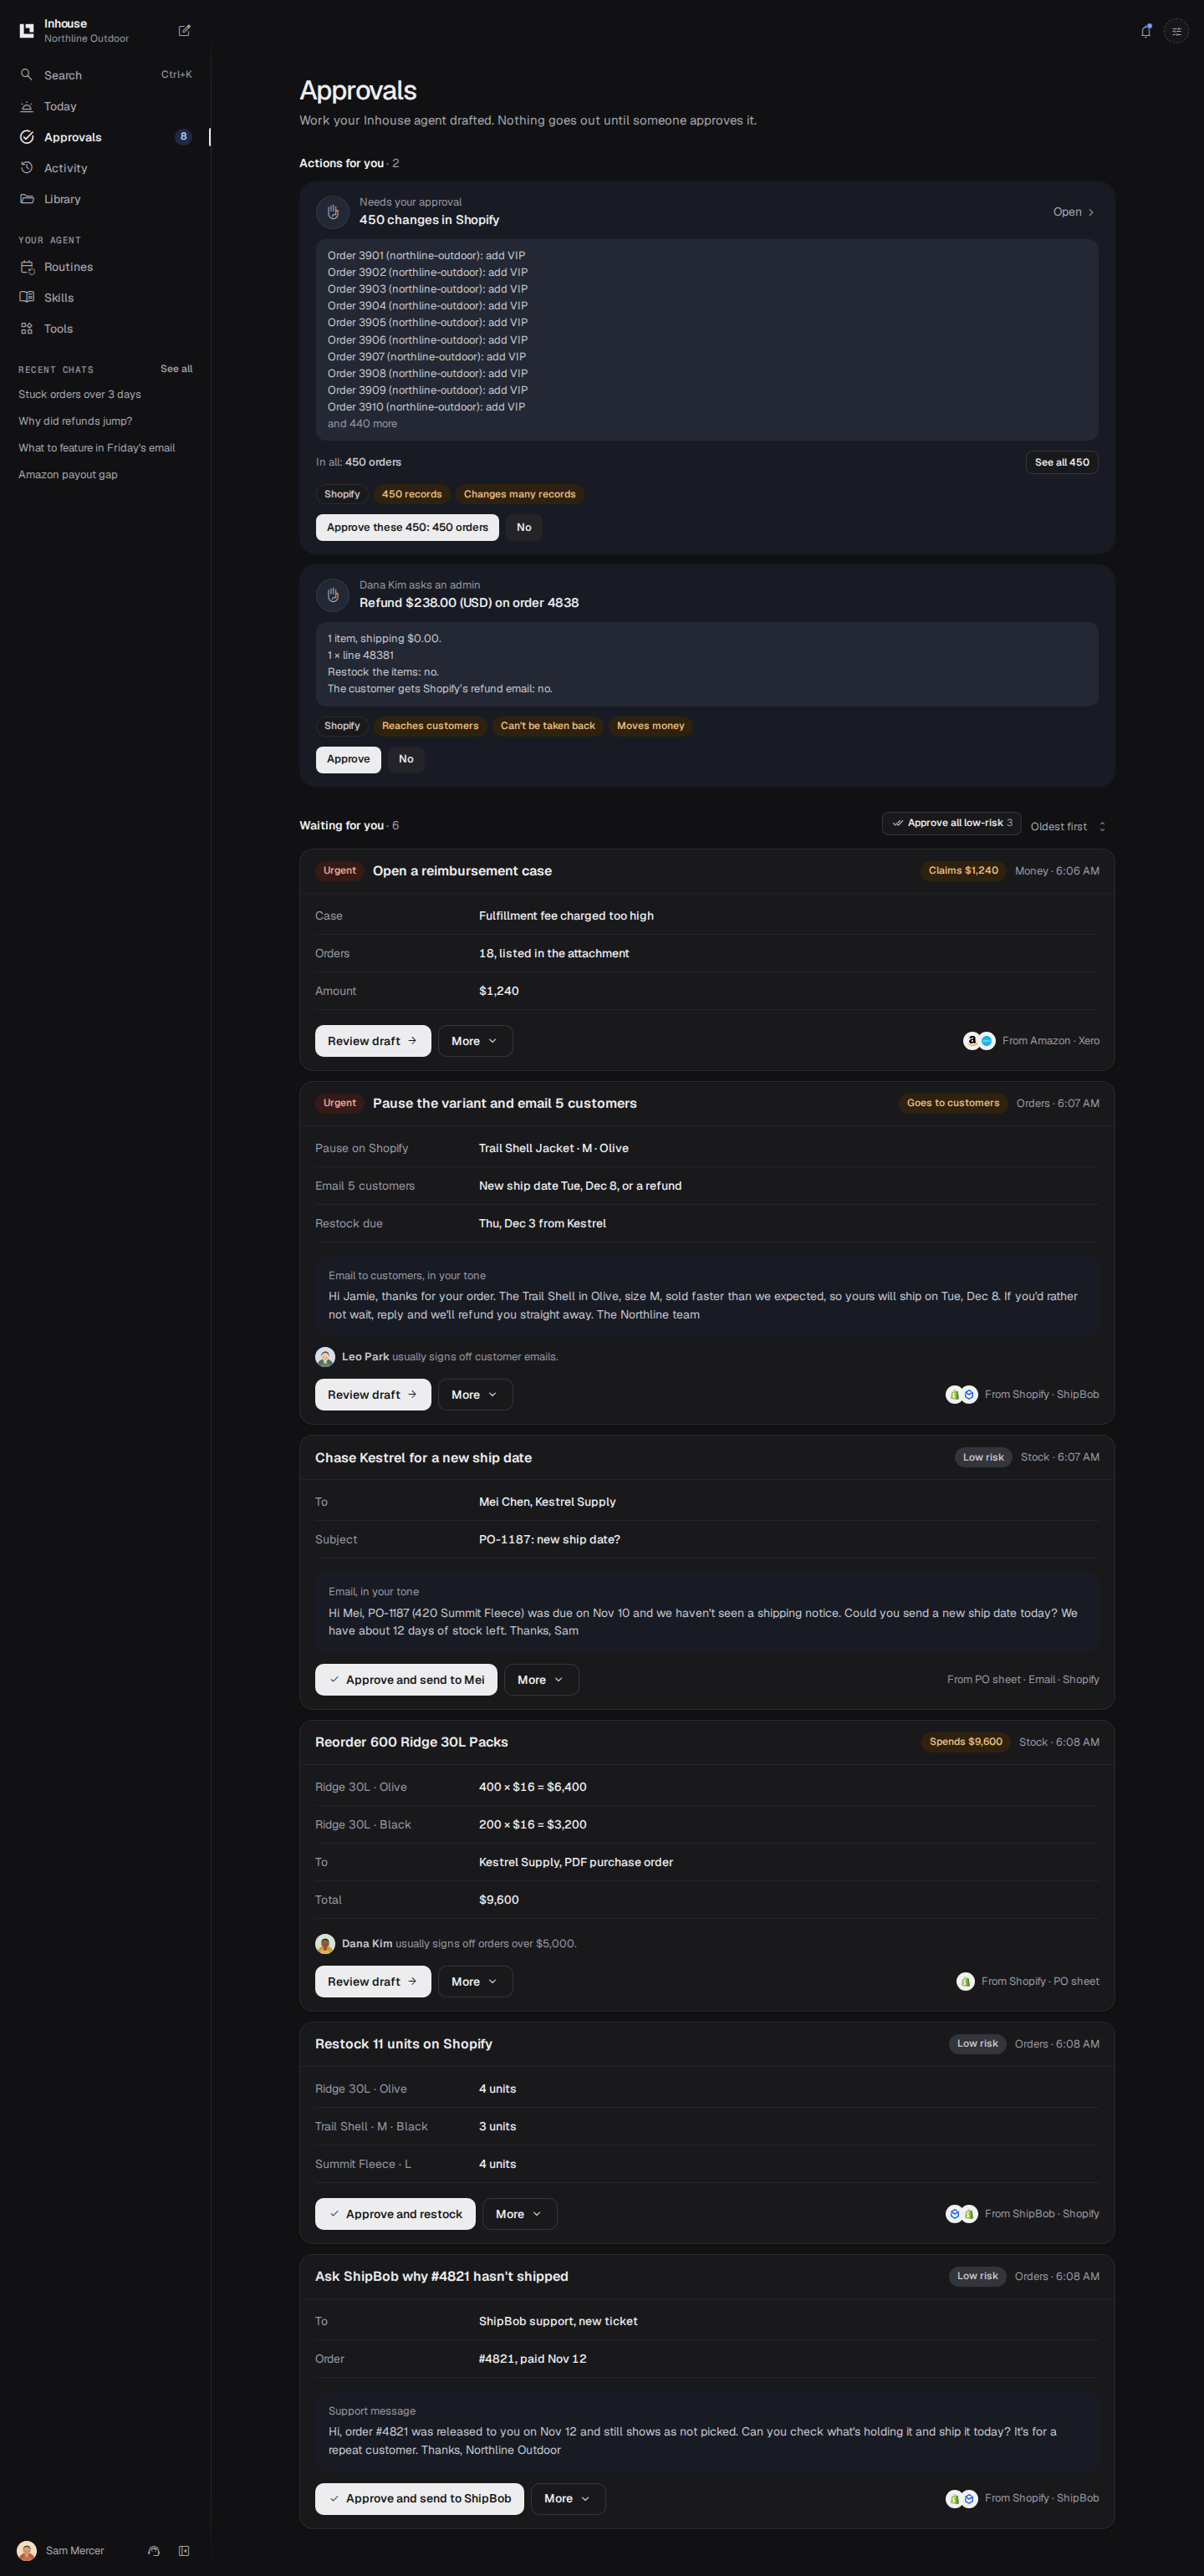 Inhouse
Northline Outdoor
Search Ctrl+K
Today
Approvals 8
Activity
Library
YOUR AGENT
Routines
Skills
Tools
RECENT CHATS See all
Stuck orders over 3 days
Why did refunds jump?
What to feature in Friday's email
Amazon payout gap
Sam Mercer
Approvals
Work your Inhouse agent drafted. Nothing goes out until someone approves it.
Actions for you · 2
Needs your approval
450 changes in Shopify
Open
Order 3901 (northline-outdoor): add VIP
Order 3902 (northline-outdoor): add VIP
Order 3903 (northline-outdoor): add VIP
Order 3904 (northline-outdoor): add VIP
Order 3905 (northline-outdoor): add VIP
Order 3906 (northline-outdoor): add VIP
Order 3907 (northline-outdoor): add VIP
Order 3908 (northline-outdoor): add VIP
Order 3909 (northline-outdoor): add VIP
Order 3910 (northline-outdoor): add VIP
and 440 more
In all: 450 orders See all 450
Shopify 450 records Changes many records
Approve these 450: 450 orders No
Dana Kim asks an admin
Refund $238.00 (USD) on order 4838
1 item, shipping $0.00.
1 × line 48381
Restock the items: no.
The customer gets Shopify's refund email: no.
Shopify Reaches customers Can't be taken back Moves money
Approve No
Waiting for you · 6 Approve all low-risk 3 Oldest first
Urgent Open a reimbursement case Claims $1,240 Money · 6:06 AM
Case Fulfillment fee charged too high
Orders 18, listed in the attachment
Amount $1,240
Review draft More From Amazon · Xero
Urgent Pause the variant and email 5 customers Goes to customers Orders · 6:07 AM
Pause on Shopify Trail Shell Jacket · M · Olive
Email 5 customers New ship date Tue, Dec 8, or a refund
Restock due Thu, Dec 3 from Kestrel
Email to customers, in your tone
Hi Jamie, thanks for your order. The Trail Shell in Olive, size M, sold faster than we expected, so yours will ship on Tue, Dec 8. If you'd rather
not wait, reply and we'll refund you straight away. The Northline team
Leo Park usually signs off customer emails.
Review draft More From Shopify · ShipBob
Chase Kestrel for a new ship date Low risk Stock · 6:07 AM
To Mei Chen, Kestrel Supply
Subject PO-1187: new ship date?
Email, in your tone
Hi Mei, PO-1187 (420 Summit Fleece) was due on Nov 10 and we haven't seen a shipping notice. Could you send a new ship date today? We
have about 12 days of stock left. Thanks, Sam
Approve and send to Mei More From PO sheet · Email · Shopify
Reorder 600 Ridge 30L Packs Spends $9,600 Stock · 6:08 AM
Ridge 30L · Olive 400 × $16 = $6,400
Ridge 30L · Black 200 × $16 = $3,200
To Kestrel Supply, PDF purchase order
Total $9,600
Dana Kim usually signs off orders over $5,000.
Review draft More From Shopify · PO sheet
Restock 11 units on Shopify Low risk Orders · 6:08 AM
Ridge 30L · Olive 4 units
Trail Shell · M · Black 3 units
Summit Fleece · L 4 units
Approve and restock More From ShipBob · Shopify
Ask ShipBob why #4821 hasn't shipped Low risk Orders · 6:08 AM
To ShipBob support, new ticket
Order #4821, paid Nov 12
Support message
Hi, order #4821 was released to you on Nov 12 and still shows as not picked. Can you check what's holding it and ship it today? It's for a
repeat customer. Thanks, Northline Outdoor
Approve and send to ShipBob More From Shopify · ShipBob